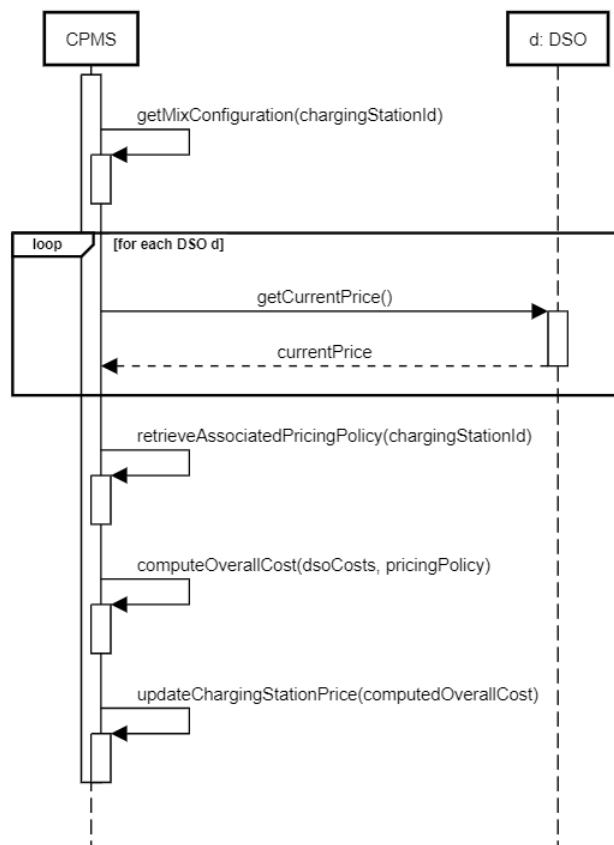 CPMS
d: DSO
getMixConfiguration(chargingStationId)
loop
[for each DSO d]
getCurrentPrice()
currentPrice
retrieveAssociatedPricingPolicy(chargingStationId)
computeOverallCost(dsoCosts, pricingPolicy)
updateChargingStationPrice(computedOverallCost)